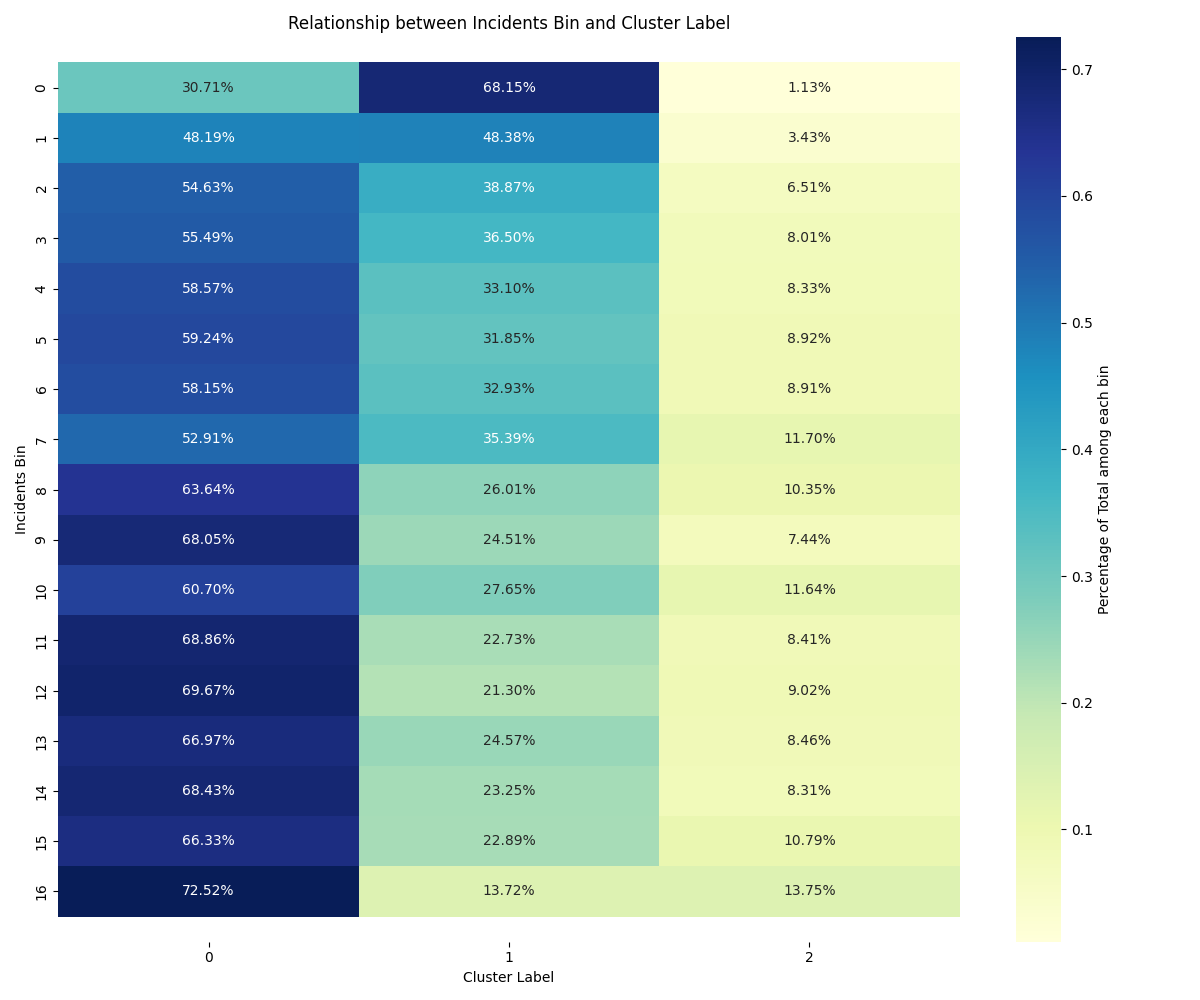 Relationship between Incidents Bin and Cluster Label
0 30.71% 68.15% 1.13%
1 48.19% 48.38% 3.43%
2 54.63% 38.87% 6.51%
3 55.49% 36.50% 8.01%
4 58.57% 33.10% 8.33%
5 59.24% 31.85% 8.92%
6 58.15% 32.93% 8.91%
7 52.91% 35.39% 11.70%
8 63.64% 26.01% 10.35%
9 68.05% 24.51% 7.44%
10 60.70% 27.65% 11.64%
11 68.86% 22.73% 8.41%
12 69.67% 21.30% 9.02%
13 66.97% 24.57% 8.46%
14 68.43% 23.25% 8.31%
15 66.33% 22.89% 10.79%
16 72.52% 13.72% 13.75%
0 1 2
Cluster Label
Incidents Bin
0.7
0.6
0.5
0.4
0.3
0.2
0.1
Percentage of Total among each bin